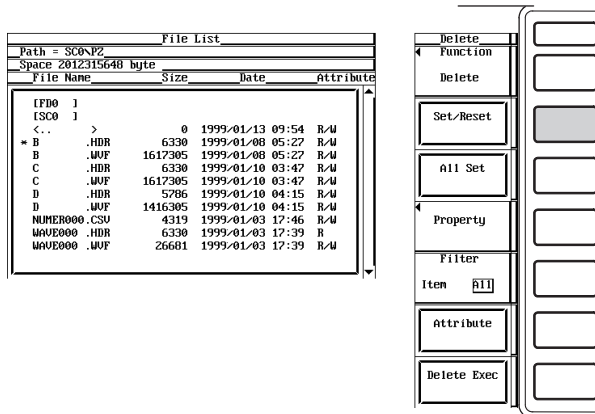 File List
Path = SC0\P2
Space 2012315648 byte
File Name Size Date Attribute
[FD0 ]
[SC0 ]
<.. > 0 1999/01/13 09:54 R/W
* B .HDR 6330 1999/01/08 05:27 R/W
B .WVF 1617305 1999/01/08 05:27 R/W
C .HDR 6330 1999/01/10 03:47 R/W
C .WVF 1617305 1999/01/10 03:47 R/W
D .HDR 5786 1999/01/10 04:15 R/W
D .WVF 1416305 1999/01/10 04:15 R/W
NUMER000.CSV 4319 1999/01/03 17:46 R/W
WAVE000 .HDR 6330 1999/01/03 17:39 R
WAVE000 .WVF 26681 1999/01/03 17:39 R/W
Delete
Function
Delete
Set/Reset
All Set
Property
Filter
Item All
Attribute
Delete Exec